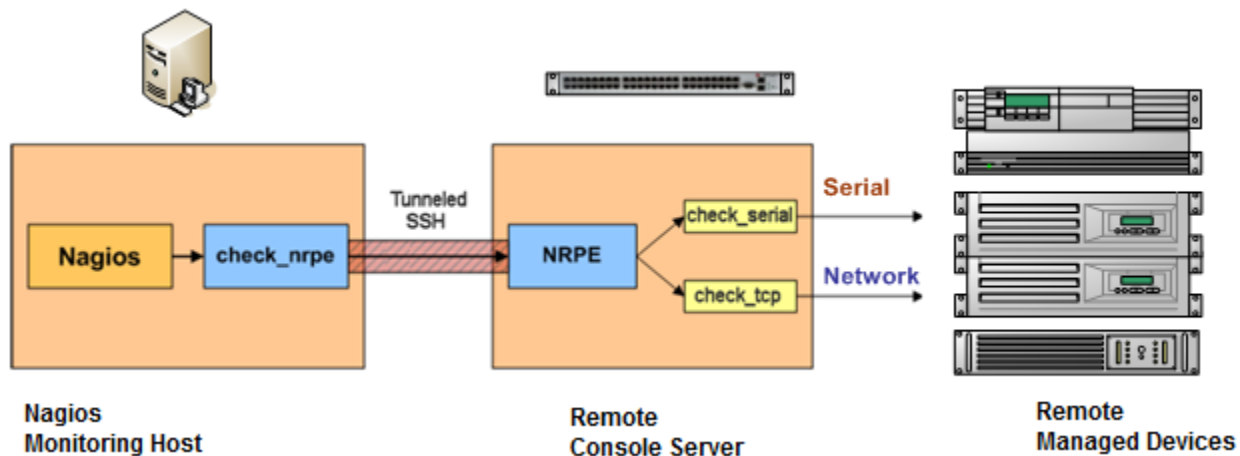 Tunneled
SSH
Nagios
check_nrpe
NRPE
check_serial
check_tcp
Serial
Network
Nagios
Monitoring Host
Remote
Console Server
Remote
Managed Devices